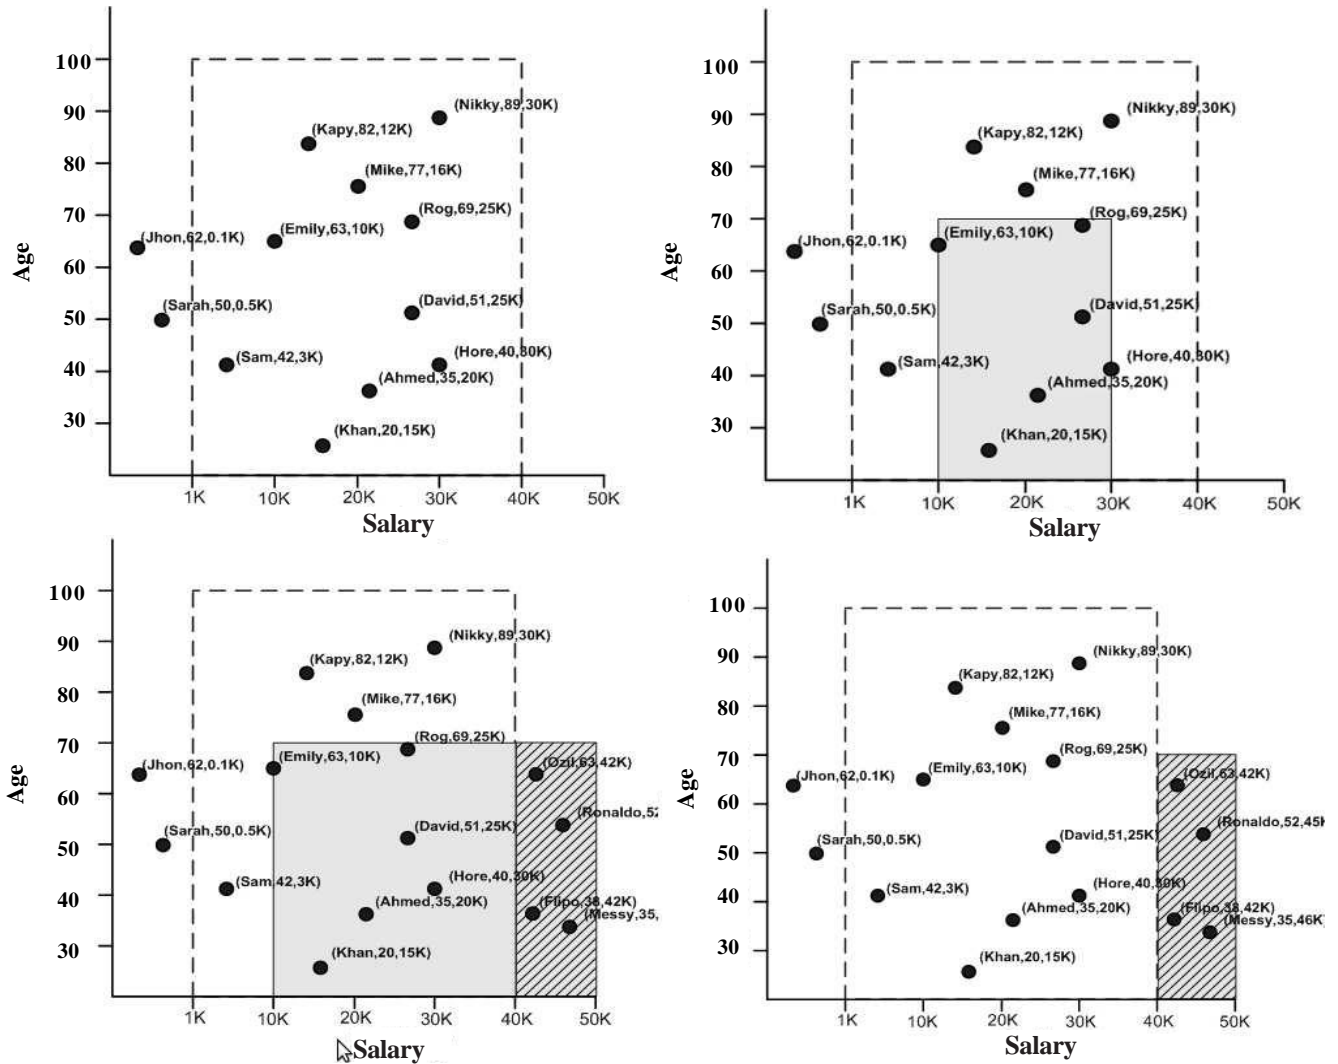 100
(Nikky,89,30K)
90
(Kapy,82,12K)
80
(Mike,77,16K)
70
(Rog,69,25K)
(Emily,63,10K)
(Jhon,62,0.1K)
60
Age
(David,51,25K)
(Sarah,50,0.5K)
50
(Hore,40,30K)
(Sam,42,3K)
40
(Ahmed,35,20K)
30
(Khan,20,15K)
1K 10K 20K 30K 40K 50K
Salary
100
(Nikky,89,30K)
90
(Kapy,82,12K)
80
(Mike,77,16K)
70
(Rog,69,25K)
(Emily,63,10K)
(Jhon,62,0.1K)
60
Age
(David,51,25K)
(Sarah,50,0.5K)
50
(Hore,40,30K)
(Sam,42,3K)
40
(Ahmed,35,20K)
30
(Khan,20,15K)
1K 10K 20K 30K 40K 50K
Salary
100
(Nikky,89,30K)
90
(Kapy,82,12K)
80
(Mike,77,16K)
70
(Rog,69,25K)
(Emily,63,10K)
(Ozil,63,42K)
(Jhon,62,0.1K)
60
Age
(Ronaldo,52
(David,51,25K)
(Sarah,50,0.5K)
50
(Hore,40,30K)
(Sam,42,3K)
40
(Ahmed,35,20K)
(Flipo,38,42K)
(Messy,35,
30
(Khan,20,15K)
1K 10K 20K 30K 40K 50K
Salary
100
(Nikky,89,30K)
90
(Kapy,82,12K)
80
(Mike,77,16K)
70
(Rog,69,25K)
(Emily,63,10K)
(Ozil,63,42K)
(Jhon,62,0.1K)
60
Age
(Ronaldo,52,45K
(David,51,25K)
(Sarah,50,0.5K)
50
(Hore,40,30K)
(Sam,42,3K)
40
(Ahmed,35,20K)
(Flipo,38,42K)
(Messy,35,46K)
30
(Khan,20,15K)
1K 10K 20K 30K 40K 50K
Salary